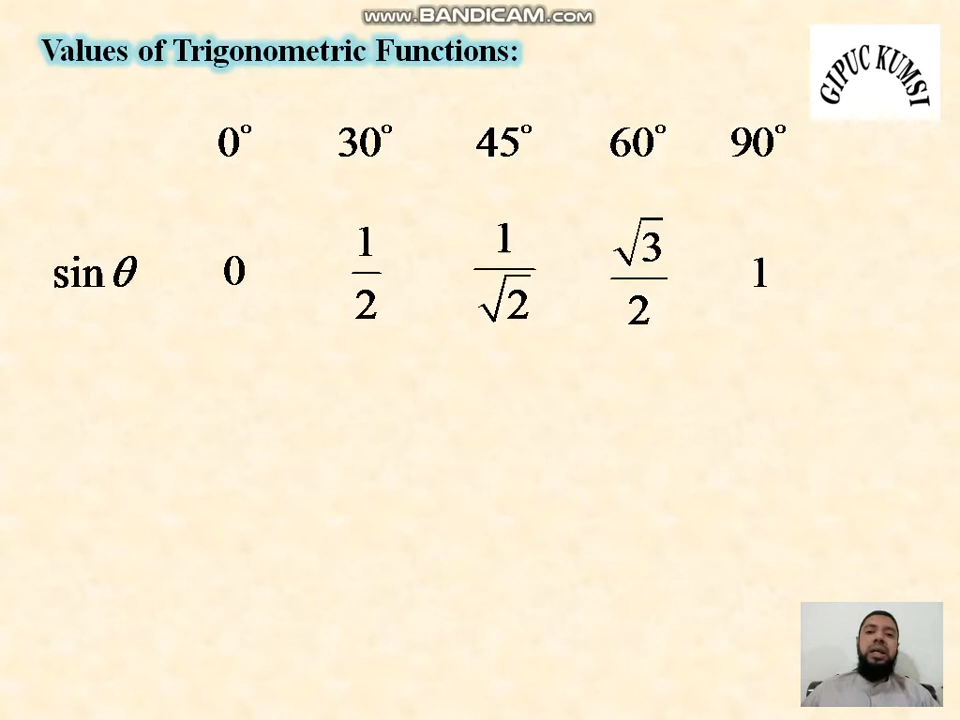 www.BANDICAM.com
Values of Trigonometric Functions:
GIPUC KUMSI
0° 30° 45° 60° 90°
sin θ 0 1/2 1/√2 √3/2 1